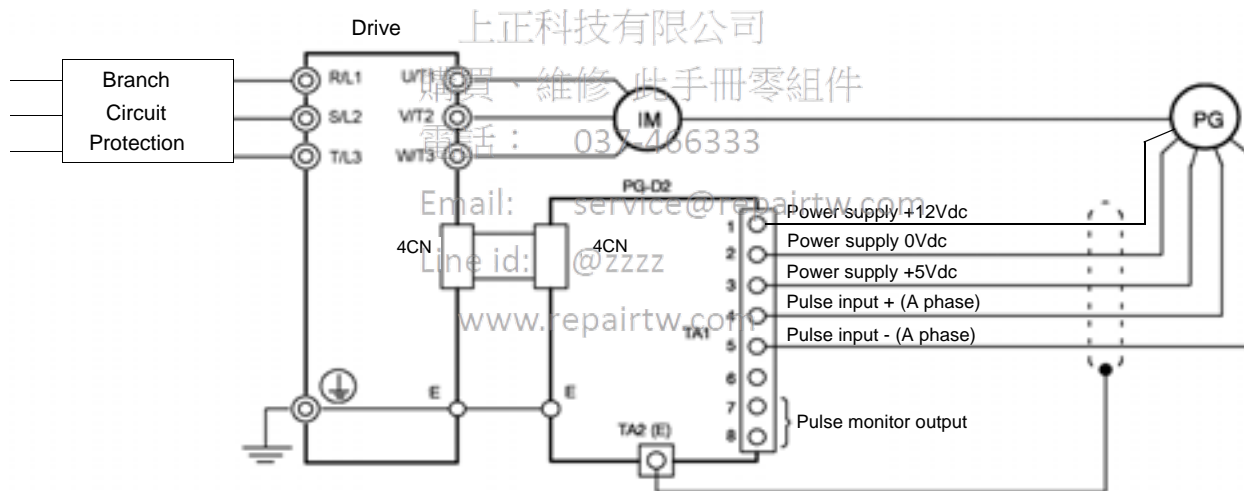 上正科技有限公司
Drive
Branch
Circuit
Protection
R/L1
S/L2
T/L3
U/T1
V/T2
W/T3
購買、維修 此手冊零組件
IM
PG
電話： 037-466333
PG-D2
Email: service@repairtw.com
4CN
4CN
Line id: @zzzz
www.repairtw.com
TA1
1
2
3
4
5
6
7
8
Power supply +12Vdc
Power supply 0Vdc
Power supply +5Vdc
Pulse input + (A phase)
Pulse input - (A phase)
Pulse monitor output
E
E
TA2 (E)